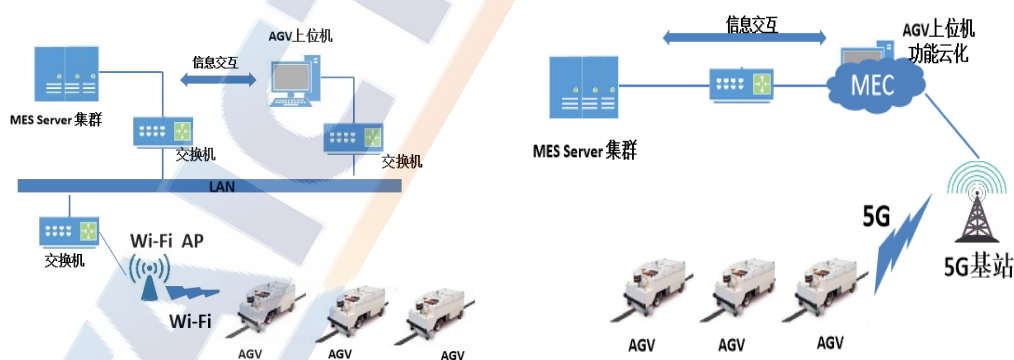 AGV上位机
信息交互
MES Server 集群
交换机
交换机
LAN
交换机
Wi-Fi AP
Wi-Fi
AGV
AGV
AGV
信息交互
AGV上位机
功能云化
MEC
MES Server 集群
5G
5G基站
AGV
AGV
AGV